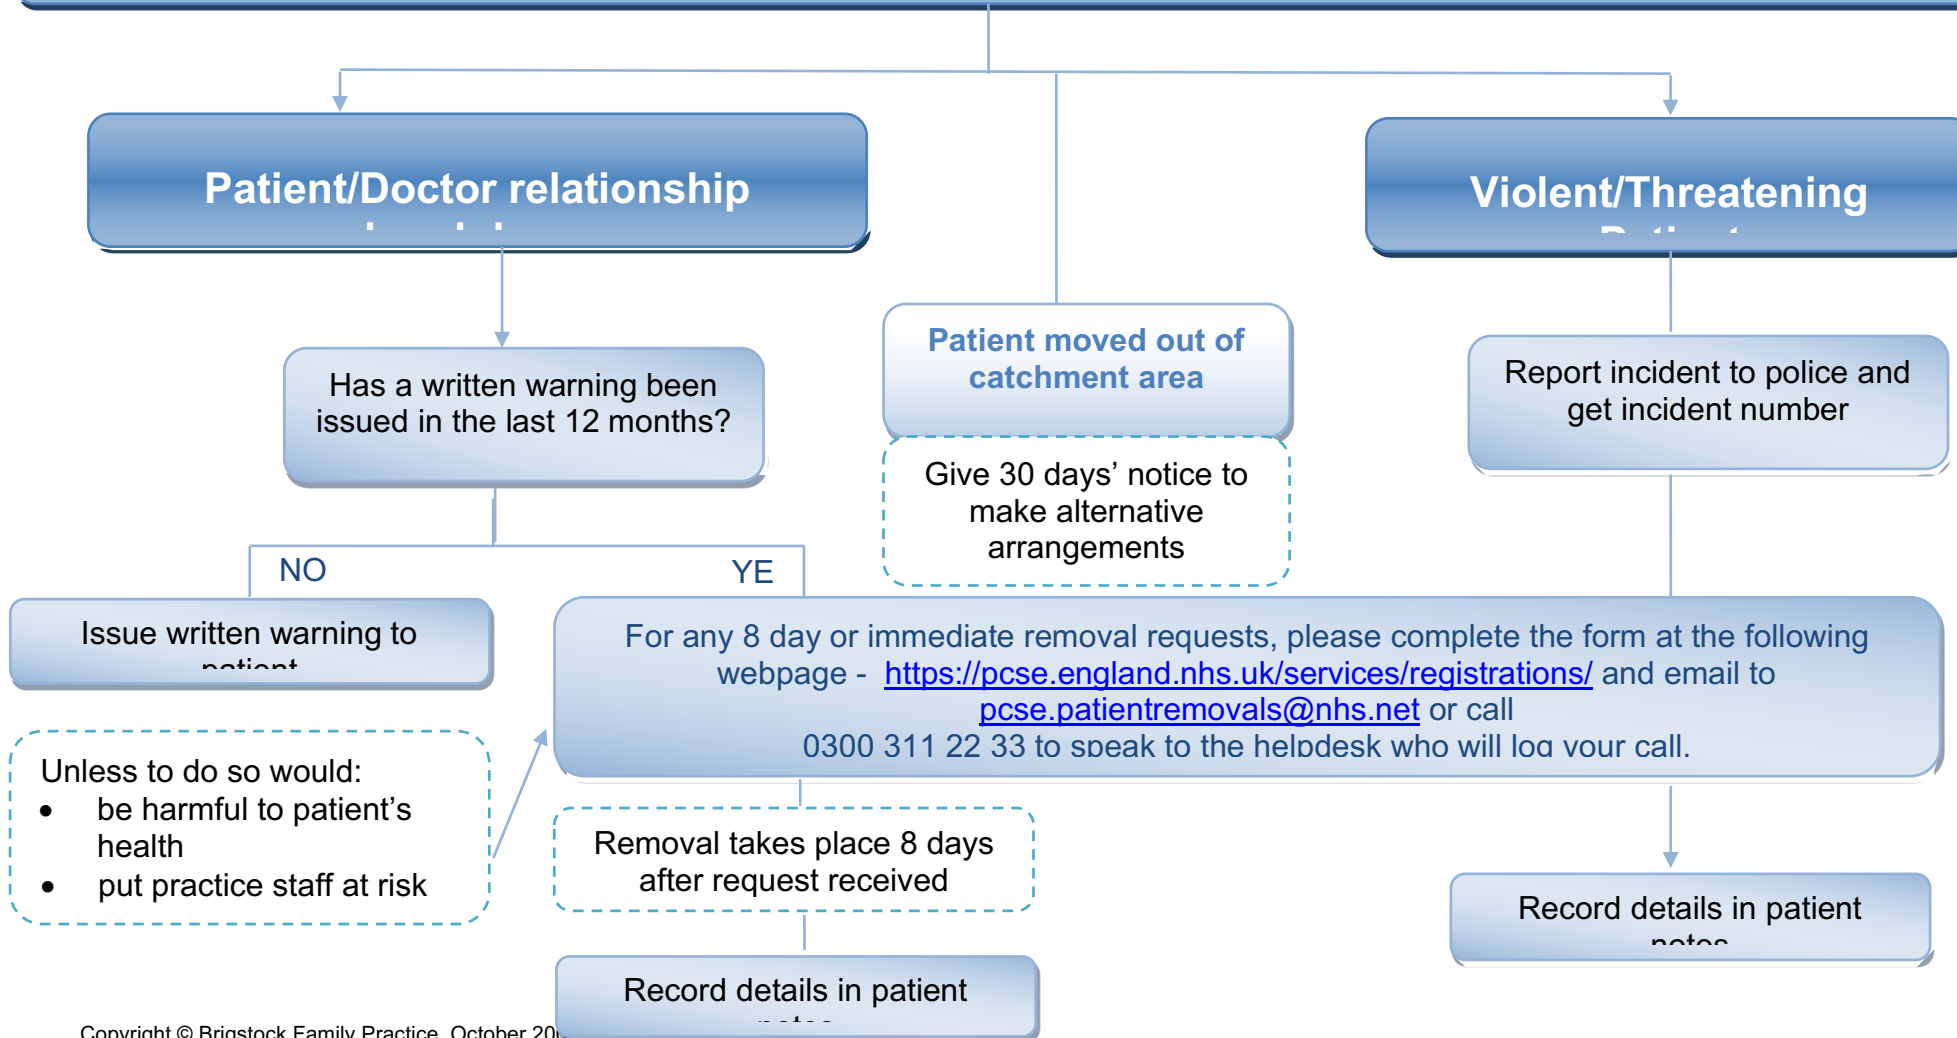 Patient/Doctor relationship
Violent/Threatening
Patient moved out of
catchment area
Has a written warning been
issued in the last 12 months?
Report incident to police and
get incident number
Give 30 days’ notice to
make alternative
arrangements
NO
YE
Issue written warning to
patient
For any 8 day or immediate removal requests, please complete the form at the following
webpage - https://pcse.england.nhs.uk/services/registrations/ and email to
pcse.patientremovals@nhs.net or call
0300 311 22 33 to speak to the helpdesk who will log your call.
Unless to do so would:
• be harmful to patient’s
health
• put practice staff at risk
Removal takes place 8 days
after request received
Record details in patient
notes
Record details in patient
notes
Copyright © Brigstock Family Practice, October 20